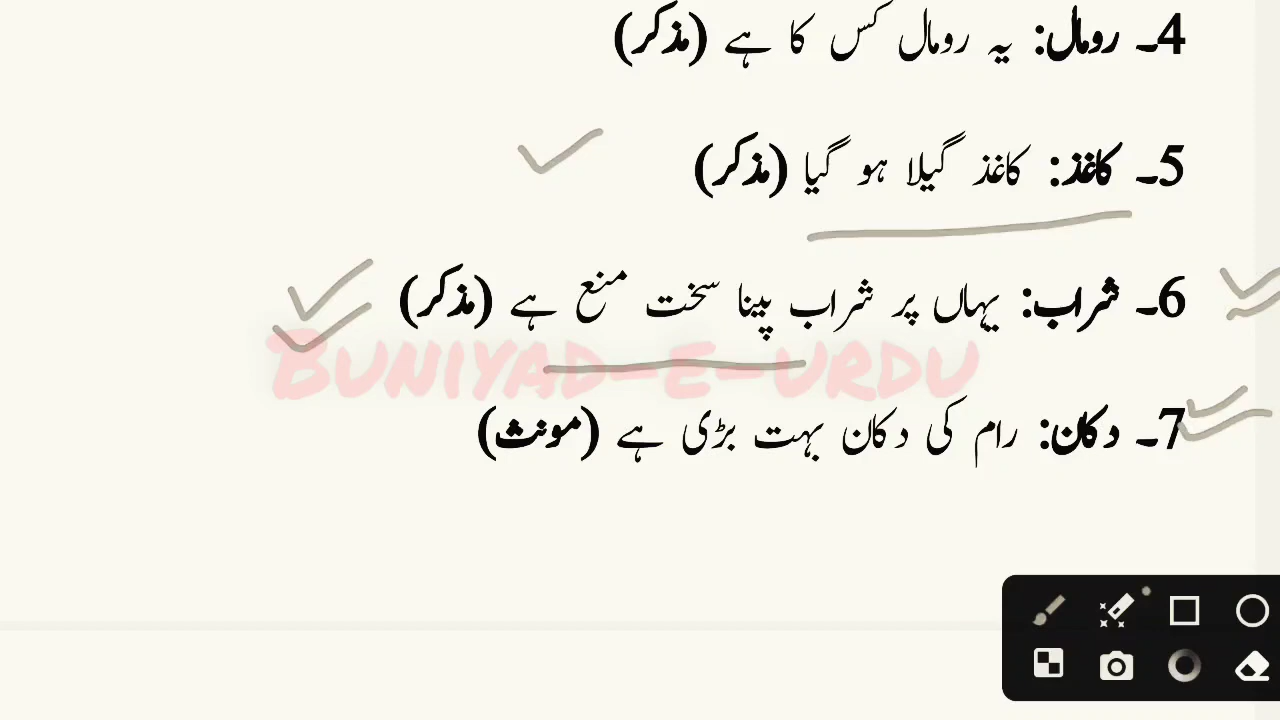 4۔ رومال: یہ رومال کس کا ہے (مذکر)
5۔ کاغذ: کاغذ گیلا ہو گیا (مذکر)
6۔ شراب: یہاں پر شراب پینا سخت منع ہے (مذکر)
BUNIYAD-E-URDU
7۔ دکان: رام کی دکان بہت بڑی ہے (مونث)